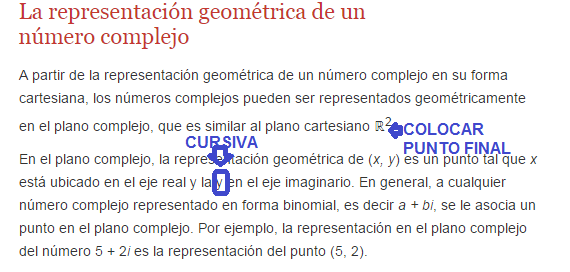 La representación geométrica de un
número complejo
A partir de la representación geométrica de un número complejo en su forma
cartesiana, los números complejos pueden ser representados geométricamente
en el plano complejo, que es similar al plano cartesiano ℝ²
COLOCAR
PUNTO FINAL
CURSIVA
En el plano complejo, la representación geométrica de (x, y) es un punto tal que x
está ubicado en el eje real y la y en el eje imaginario. En general, a cualquier
número complejo representado en forma binomial, es decir a + bi, se le asocia un
punto en el plano complejo. Por ejemplo, la representación en el plano complejo
del número 5 + 2i es la representación del punto (5, 2).